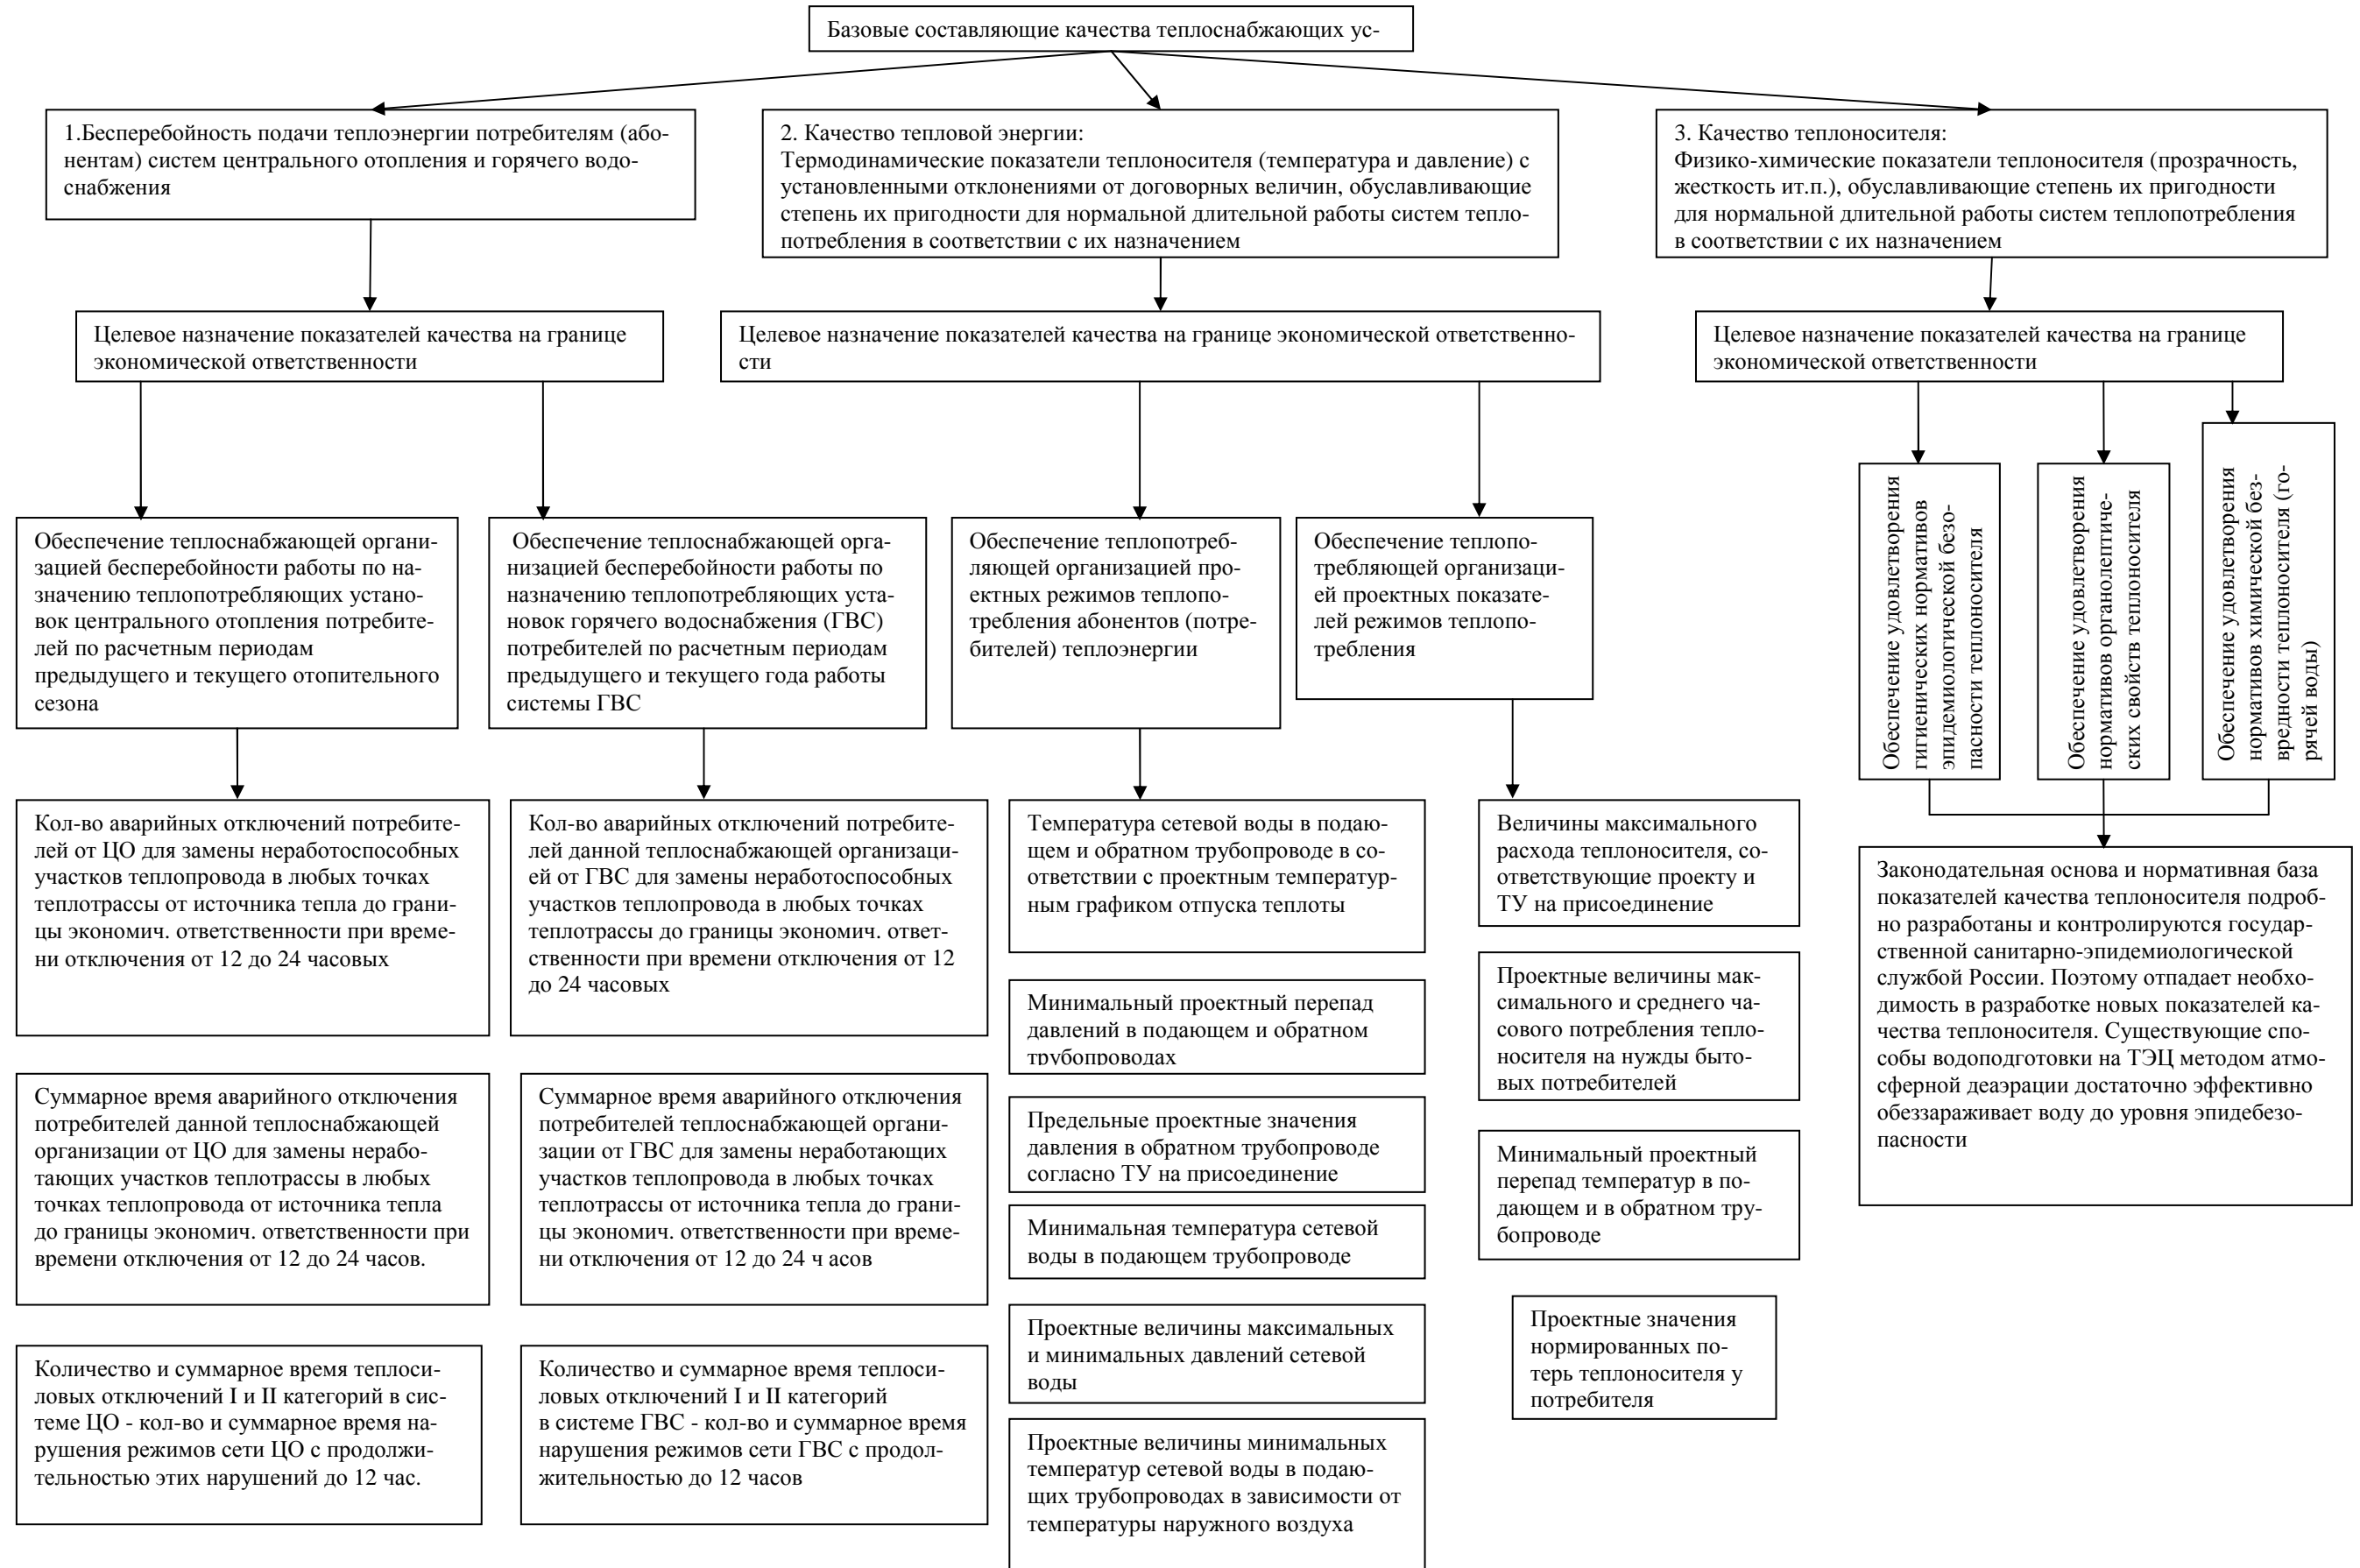 Базовые составляющие качества теплоснабжающих ус-
1.Бесперебойность подачи теплоэнергии потребителям (або-
нентам) систем центрального отопления и горячего водо-
снабжения
2. Качество тепловой энергии:
Термодинамические показатели теплоносителя (температура и давление) с
установленными отклонениями от договорных величин, обуславливающие
степень их пригодности для нормальной длительной работы систем тепло-
потребления в соответствии с их назначением
3. Качество теплоносителя:
Физико-химические показатели теплоносителя (прозрачность,
жесткость ит.п.), обуславливающие степень их пригодности
для нормальной длительной работы систем теплопотребления
в соответствии с их назначением
Целевое назначение показателей качества на границе
экономической ответственности
Целевое назначение показателей качества на границе экономической ответственно-
сти
Целевое назначение показателей качества на границе
экономической ответственности
Обеспечение теплоснабжающей органи-
зацией бесперебойности работы по на-
значению теплопотребляющих устано-
вок центрального отопления потребите-
лей по расчетным периодам
предыдущего и текущего отопительного
сезона
Обеспечение теплоснабжающей орга-
низацией бесперебойности работы по
назначению теплопотребляющих уста-
новок горячего водоснабжения (ГВС)
потребителей по расчетным периодам
предыдущего и текущего года работы
системы ГВС
Обеспечение теплопотреб-
ляющей организацией про-
ектных режимов теплопо-
требления абонентов (потре-
бителей) теплоэнергии
Обеспечение теплопо-
требляющей организаци-
ей проектных показате-
лей режимов теплопо-
требления
Обеспечение удовлетворения
гигиенических нормативов
эпидемиологической безо-
пасности теплоносителя
Обеспечение удовлетворения
нормативов органолептиче-
ских свойств теплоносителя
Обеспечение удовлетворения
нормативов химической без-
вредности теплоносителя (го-
рячей воды)
Кол-во аварийных отключений потребите-
лей от ЦО для замены неработоспособных
участков теплопровода в любых точках
теплотрассы от источника тепла до грани-
цы экономич. ответственности при време-
ни отключения от 12 до 24 часовых
Кол-во аварийных отключений потребите-
лей данной теплоснабжающей организаци-
ей от ГВС для замены неработоспособных
участков теплопровода в любых точках
теплотрассы до границы экономич. ответ-
ственности при времени отключения от 12
до 24 часовых
Температура сетевой воды в подаю-
щем и обратном трубопроводе в со-
ответствии с проектным температур-
ным графиком отпуска теплоты
Величины максимального
расхода теплоносителя, со-
ответствующие проекту и
ТУ на присоединение
Законодательная основа и нормативная база
показателей качества теплоносителя подроб-
но разработаны и контролируются государ-
ственной санитарно-эпидемиологической
службой России. Поэтому отпадает необхо-
димость в разработке новых показателей ка-
чества теплоносителя. Существующие спо-
собы водоподготовки на ТЭЦ методом атмо-
сферной деаэрации достаточно эффективно
обеззараживает воду до уровня эпидебезо-
пасности
Минимальный проектный перепад
давлений в подающем и обратном
трубопроводах
Проектные величины мак-
симального и среднего ча-
сового потребления тепло-
носителя на нужды быто-
вых потребителей
Суммарное время аварийного отключения
потребителей данной теплоснабжающей
организации от ЦО для замены нерабо-
тающих участков теплотрассы в любых
точках теплопровода от источника тепла
до границы экономич. ответственности при
времени отключения от 12 до 24 часов.
Суммарное время аварийного отключения
потребителей теплоснабжающей органи-
зации от ГВС для замены неработающих
участков теплопровода в любых точках
теплотрассы от источника тепла до грани-
цы экономич. ответственности при време-
ни отключения от 12 до 24 ч асов
Предельные проектные значения
давления в обратном трубопроводе
согласно ТУ на присоединение
Минимальный проектный
перепад температур в по-
дающем и в обратном тру-
бопроводе
Минимальная температура сетевой
воды в подающем трубопроводе
Проектные величины максимальных
и минимальных давлений сетевой
воды
Проектные значения
нормированных по-
терь теплоносителя у
потребителя
Количество и суммарное время теплоси-
ловых отключений I и II категорий в сис-
теме ЦО - кол-во и суммарное время на-
рушения режимов сети ЦО с продолжи-
тельностью этих нарушений до 12 час.
Количество и суммарное время теплоси-
ловых отключений I и II категорий
в системе ГВС - кол-во и суммарное время
нарушения режимов сети ГВС с продол-
жительностью до 12 часов
Проектные величины минимальных
температур сетевой воды в подаю-
щих трубопроводах в зависимости от
температуры наружного воздуха